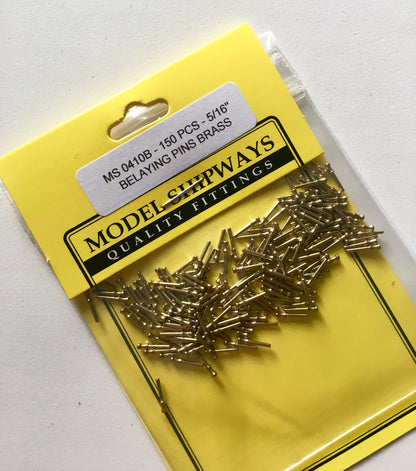 MS 0410B - 150 PCS - 5/16"
BELAYING PINS BRASS
MODEL SHIPWAYS
QUALITY FITTINGS